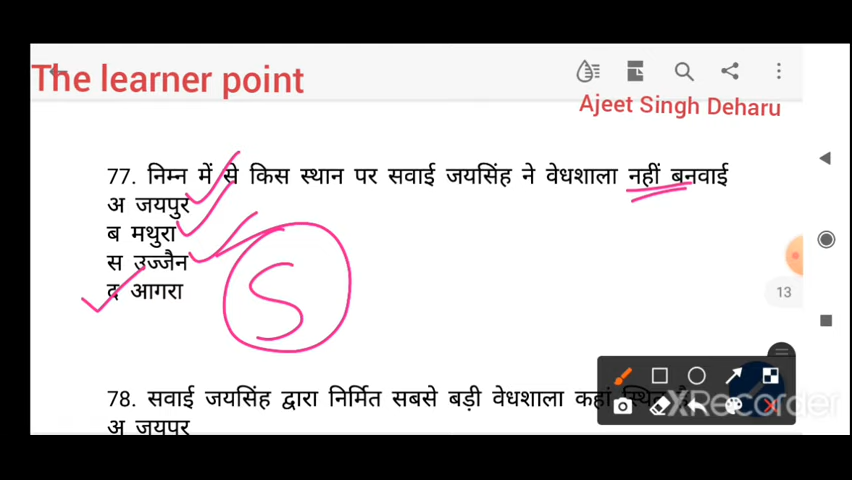 The learner point
Ajeet Singh Deharu
77. निम्न में से किस स्थान पर सवाई जयसिंह ने वेधशाला नहीं बनवाई
अ जयपुर
ब मथुरा
स उज्जैन
द आगरा
S
13
78. सवाई जयसिंह द्वारा निर्मित सबसे बड़ी वेधशाला कहां स्थित है
अ जयपुर
XRecorder